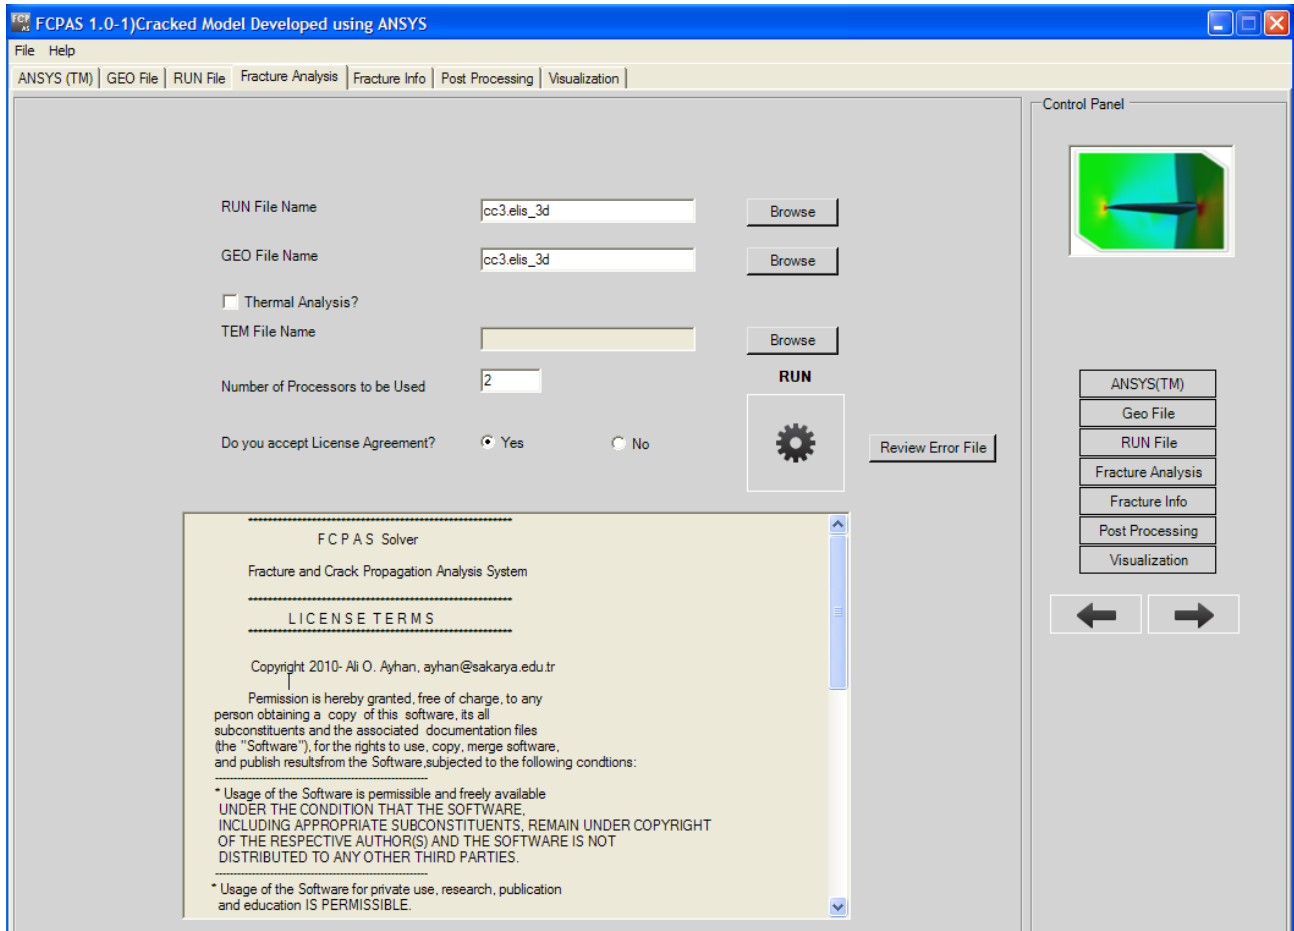 FCPAS 1.0-1)Cracked Model Developed using ANSYS
File Help
ANSYS (TM) GEO File RUN File Fracture Analysis Fracture Info Post Processing Visualization
RUN File Name cc3.elis_3d Browse
GEO File Name cc3.elis_3d Browse
Thermal Analysis?
TEM File Name Browse
Number of Processors to be Used 2 RUN
Do you accept License Agreement? Yes No Review Error File
************************************************************
F C P A S Solver
Fracture and Crack Propagation Analysis System
************************************************************
L I C E N S E T E R M S
************************************************************
Copyright 2010- Ali O. Ayhan, ayhan@sakarya.edu.tr
Permission is hereby granted, free of charge, to any
person obtaining a copy of this software, its all
subconstituents and the associated documentation files
(the "Software"), for the rights to use, copy, merge software,
and publish resultsfrom the Software,subjected to the following condtions:
------------------------------------------------------------
* Usage of the Software is permissible and freely available
UNDER THE CONDITION THAT THE SOFTWARE,
INCLUDING APPROPRIATE SUBCONSTITUENTS, REMAIN UNDER COPYRIGHT
OF THE RESPECTIVE AUTHOR(S) AND THE SOFTWARE IS NOT
DISTRIBUTED TO ANY OTHER THIRD PARTIES.
------------------------------------------------------------
* Usage of the Software for private use, research, publication
and education IS PERMISSIBLE.
Control Panel
ANSYS(TM)
Geo File
RUN File
Fracture Analysis
Fracture Info
Post Processing
Visualization